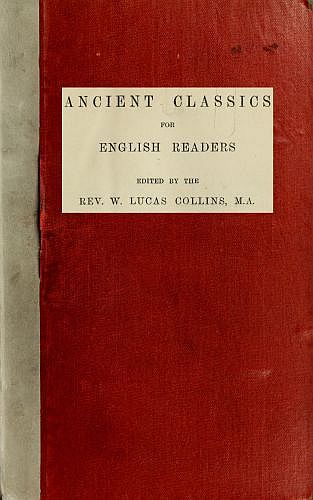 ANCIENT CLASSICS
FOR
ENGLISH READERS
EDITED BY THE
REV. W. LUCAS COLLINS, M.A.